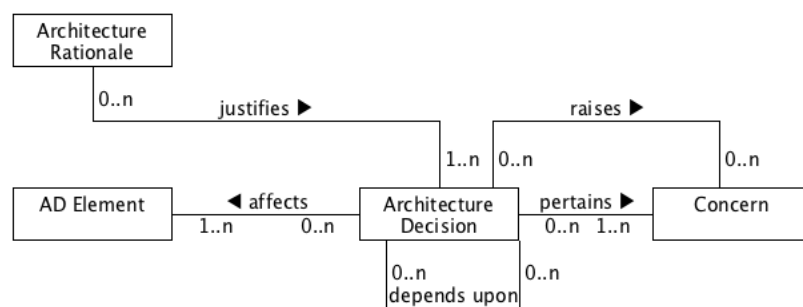 Architecture
Rationale
0..n
justifies ▶
raises ▶
1..n
0..n
0..n
AD Element
◀ affects
Architecture
Decision
pertains ▶
Concern
1..n
0..n
0..n
1..n
0..n
0..n
depends upon